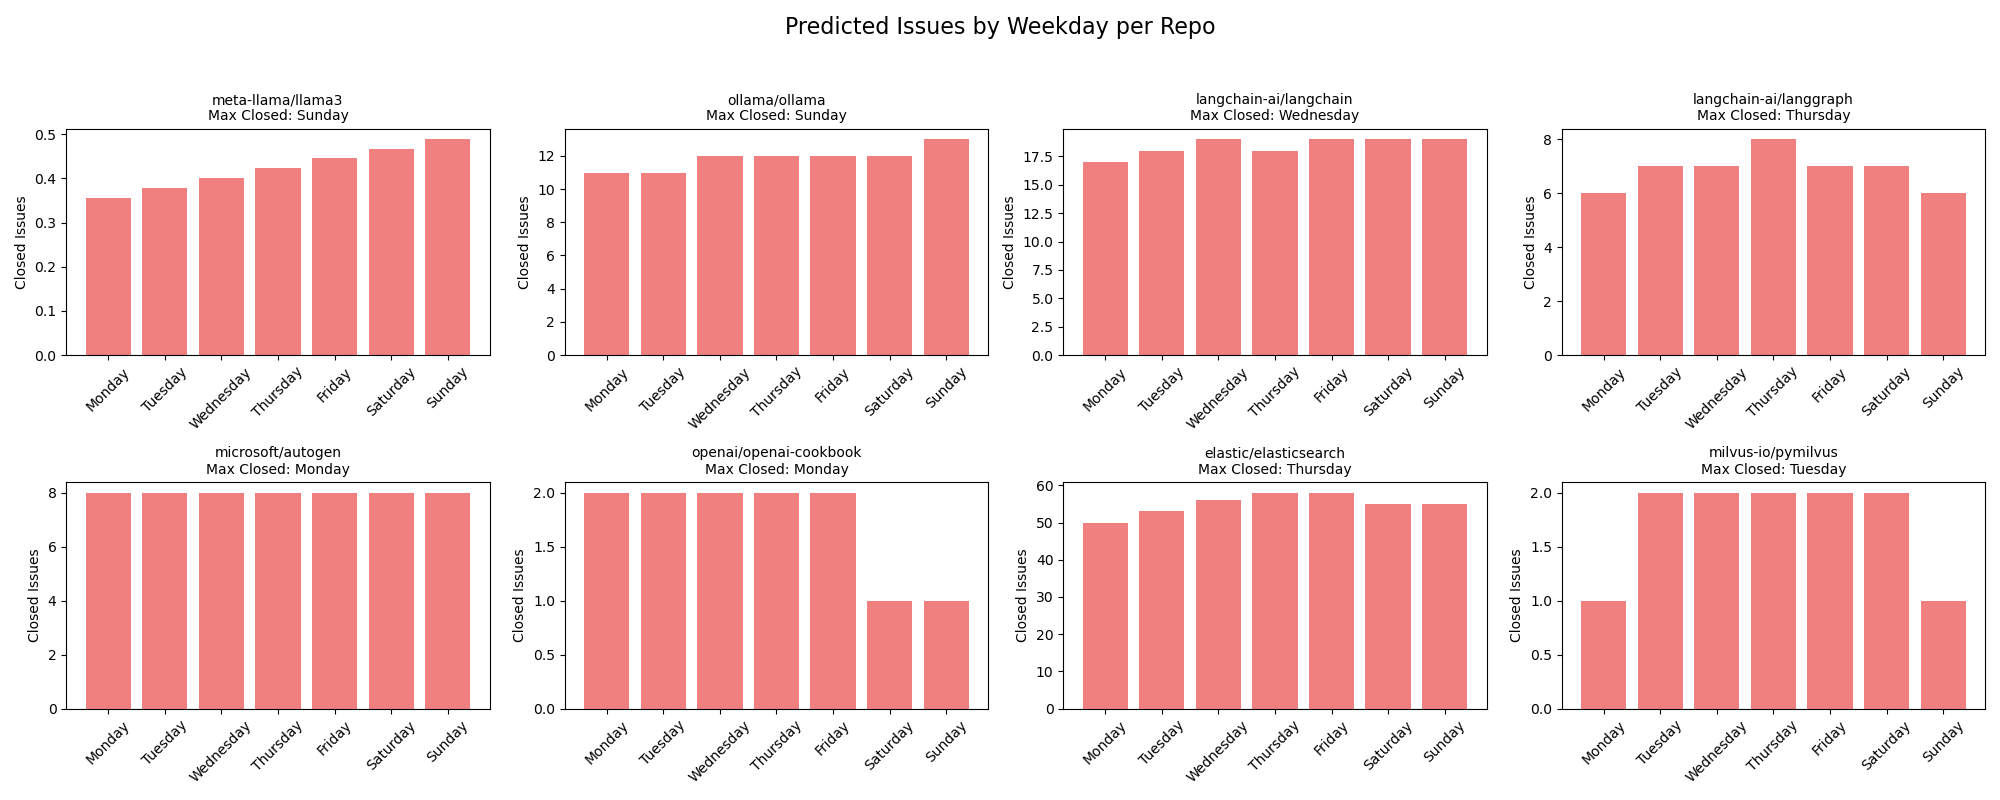 Predicted Issues by Weekday per Repo
meta-llama/llama3
Max Closed: Sunday
Closed Issues
0.5
0.4
0.3
0.2
0.1
0.0
Monday
Tuesday
Wednesday
Thursday
Friday
Saturday
Sunday
ollama/ollama
Max Closed: Sunday
Closed Issues
12
10
8
6
4
2
0
Monday
Tuesday
Wednesday
Thursday
Friday
Saturday
Sunday
langchain-ai/langchain
Max Closed: Wednesday
Closed Issues
17.5
15.0
12.5
10.0
7.5
5.0
2.5
0.0
Monday
Tuesday
Wednesday
Thursday
Friday
Saturday
Sunday
langchain-ai/langgraph
Max Closed: Thursday
Closed Issues
8
6
4
2
0
Monday
Tuesday
Wednesday
Thursday
Friday
Saturday
Sunday
microsoft/autogen
Max Closed: Monday
Closed Issues
8
6
4
2
0
Monday
Tuesday
Wednesday
Thursday
Friday
Saturday
Sunday
openai/openai-cookbook
Max Closed: Monday
Closed Issues
2.0
1.5
1.0
0.5
0.0
Monday
Tuesday
Wednesday
Thursday
Friday
Saturday
Sunday
elastic/elasticsearch
Max Closed: Thursday
Closed Issues
60
50
40
30
20
10
0
Monday
Tuesday
Wednesday
Thursday
Friday
Saturday
Sunday
milvus-io/pymilvus
Max Closed: Tuesday
Closed Issues
2.0
1.5
1.0
0.5
0.0
Monday
Tuesday
Wednesday
Thursday
Friday
Saturday
Sunday